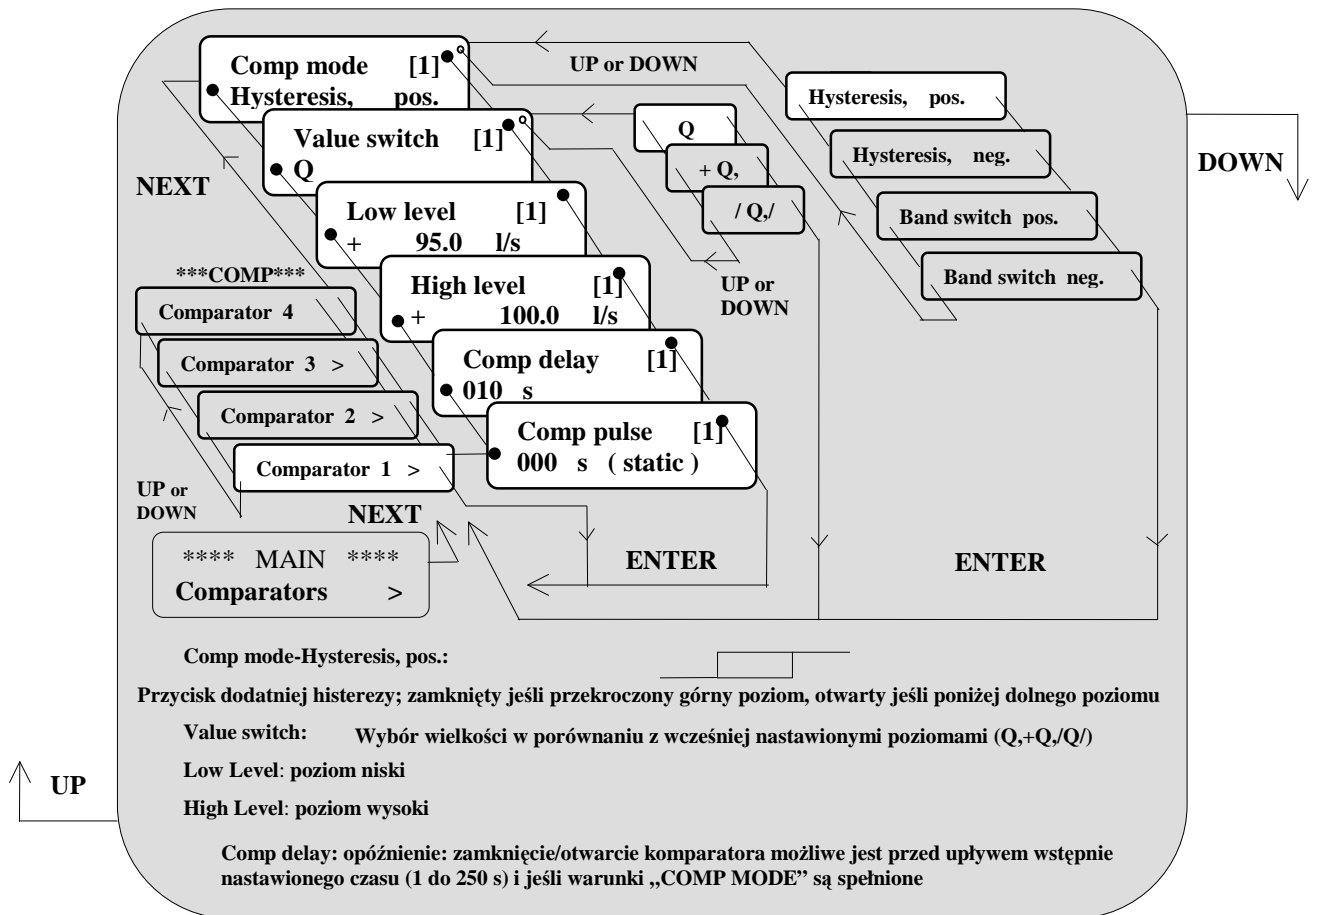 Comp mode [1]
Hysteresis, pos.
UP or DOWN
Hysteresis, pos.
Value switch [1]
Q
Q
+ Q,
/ Q,/
Hysteresis, neg.
DOWN
NEXT
Low level [1]
+ 95.0 l/s
Band switch pos.
Band switch neg.
High level [1]
+ 100.0 l/s
UP or
DOWN
***COMP***
Comparator 4
Comparator 3 >
Comparator 2 >
Comparator 1 >
Comp delay [1]
010 s
Comp pulse [1]
000 s ( static )
UP or
DOWN
NEXT
**** MAIN ****
Comparators >
ENTER
ENTER
Comp mode-Hysteresis, pos.:
Przycisk dodatniej histerezy; zamknięty jeśli przekroczony górny poziom, otwarty jeśli poniżej dolnego poziomu
Value switch: Wybór wielkości w porównaniu z wcześniej nastawionymi poziomami (Q,+Q,/Q/)
Low Level: poziom niski
UP
High Level: poziom wysoki
Comp delay: opóźnienie: zamknięcie/otwarcie komparatora możliwe jest przed upływem wstępnie
nastawionego czasu (1 do 250 s) i jeśli warunki „COMP MODE” są spełnione